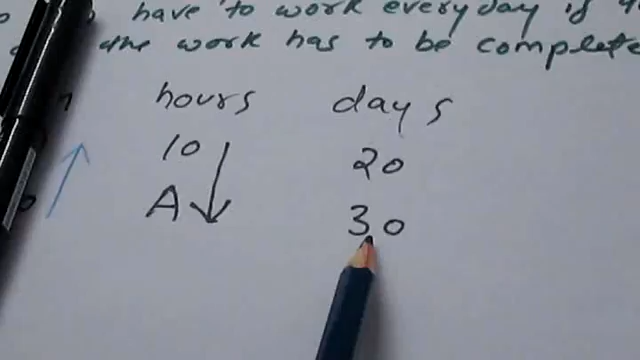 have to work everyday if
the work has to be complete
hours days
10 20
A 30